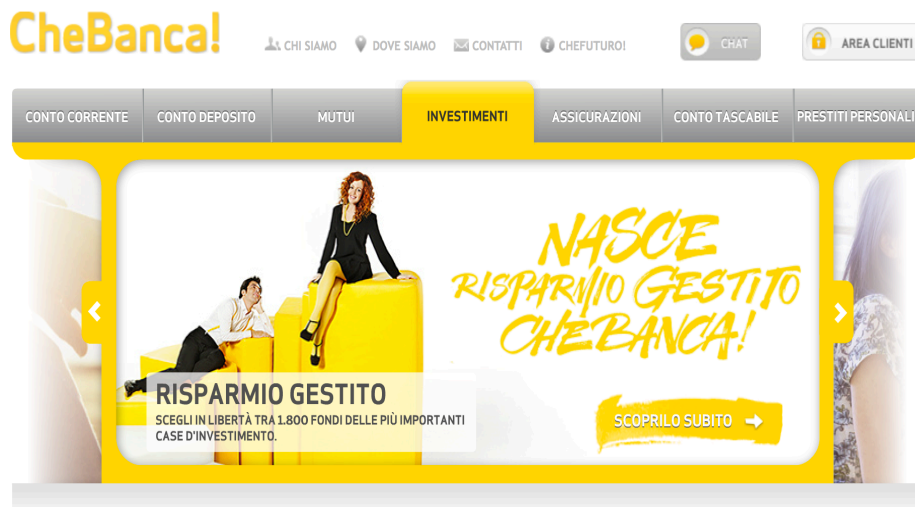 CheBanca!
CHI SIAMO
DOVE SIAMO
CONTATTI
CHEFUTURO!
CHAT
AREA CLIENTI
CONTO CORRENTE
CONTO DEPOSITO
MUTUI
INVESTIMENTI
ASSICURAZIONI
CONTO TASCABILE
PRESTITI PERSONALI
NASCE
RISPARMIO GESTITO
CHEBANCA!
RISPARMIO GESTITO
SCEGLI IN LIBERTÀ TRA 1.800 FONDI DELLE PIÙ IMPORTANTI
CASE D'INVESTIMENTO.
SCOPRILO SUBITO